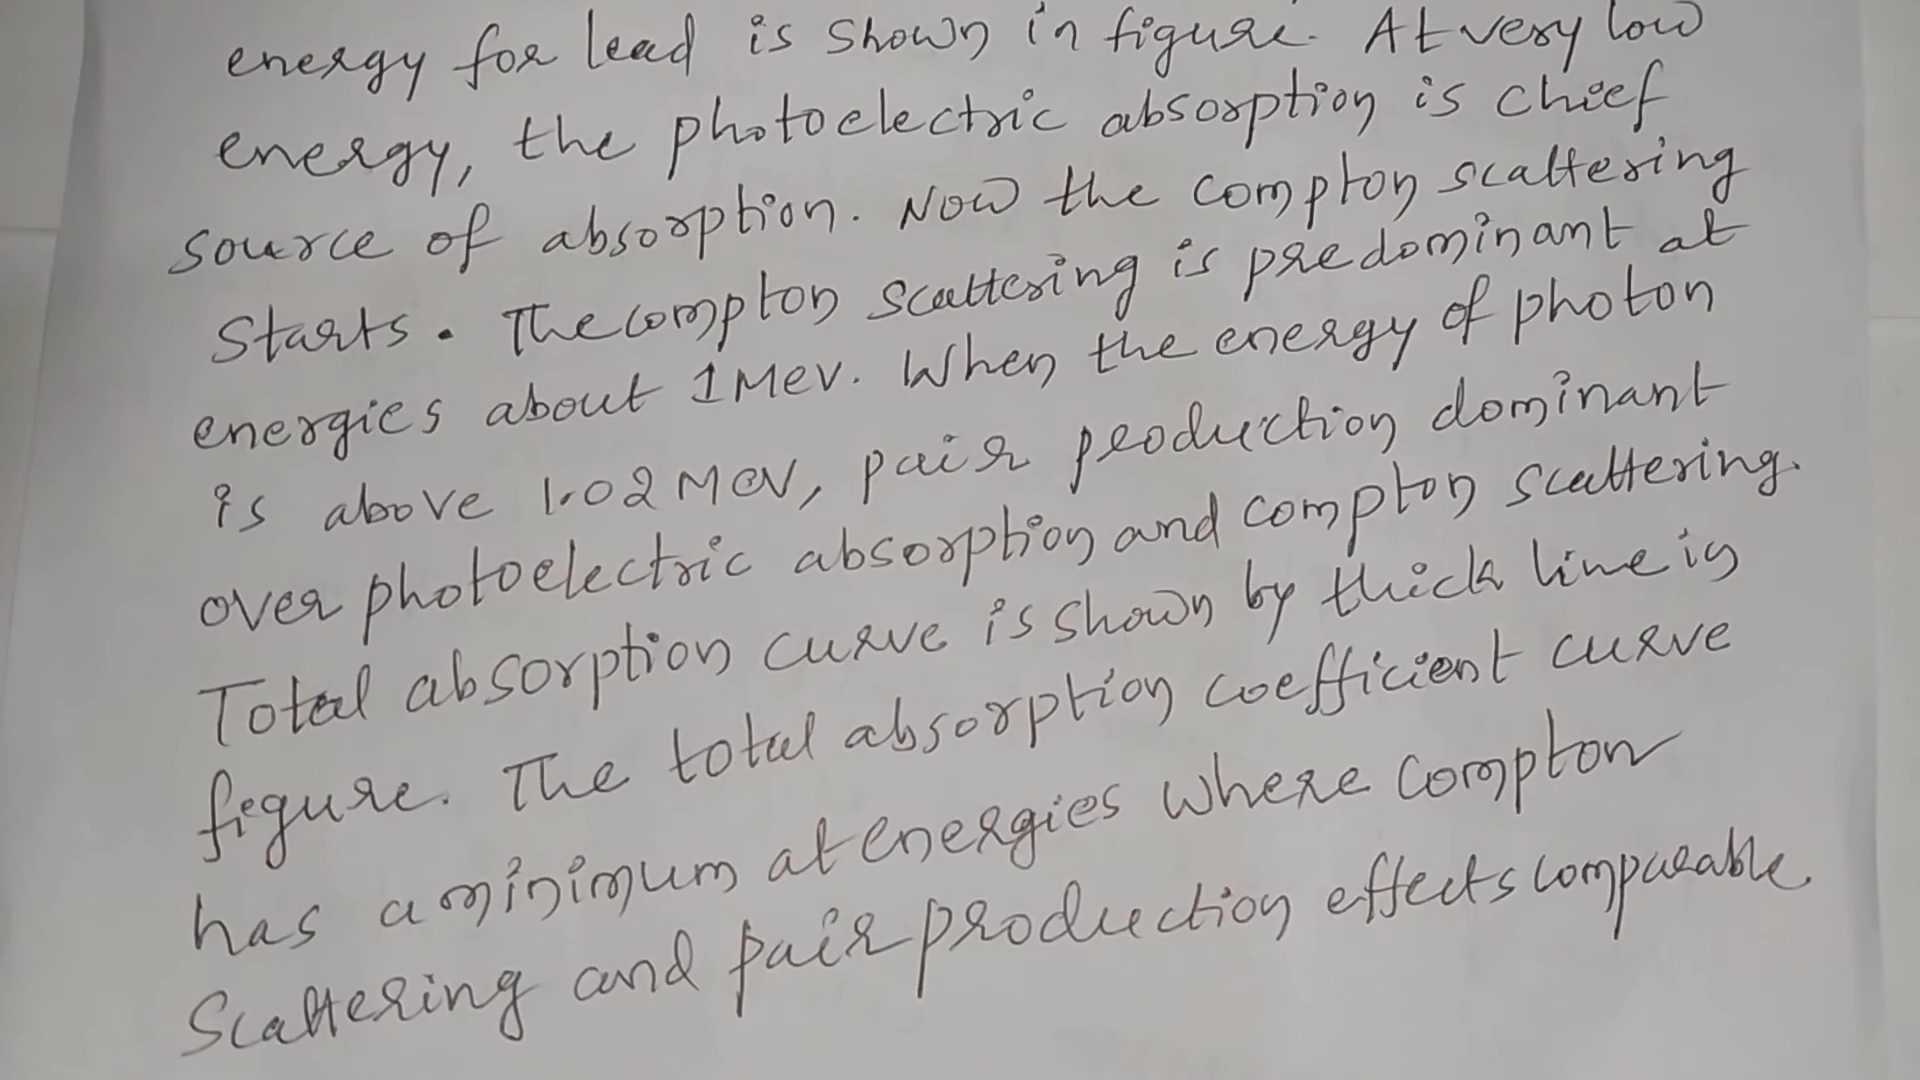 energy for lead is shown in figure. At very low
energy, the photoelectric absorption is chief
source of absorption. Now the compton scattering
starts. The compton scattering is predominant at
energies about 1 Mev. When the energy of photon
is above 1.02 Mev, pair production dominant
over photoelectric absorption and compton scattering.
Total absorption curve is shown by thick line in
figure. The total absorption coefficient curve
has a minimum at energies where compton
scattering and pair production effects comparable.